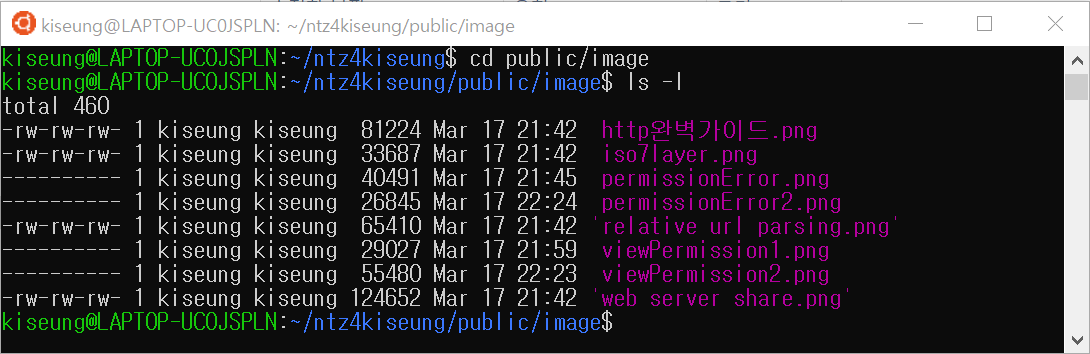 kiseung@LAPTOP-UC0JSPLN: ~/ntz4kiseung/public/image
kiseung@LAPTOP-UC0JSPLN:~/ntz4kiseung$ cd public/image
kiseung@LAPTOP-UC0JSPLN:~/ntz4kiseung/public/image$ ls -l
total 460
-rw-rw-rw- 1 kiseung kiseung  81224 Mar 17 21:42  http완벽가이드.png
-rw-rw-rw- 1 kiseung kiseung  33687 Mar 17 21:42  iso7layer.png
---------- 1 kiseung kiseung  40491 Mar 17 21:45  permissionError.png
---------- 1 kiseung kiseung  26845 Mar 17 22:24  permissionError2.png
-rw-rw-rw- 1 kiseung kiseung  65410 Mar 17 21:42 'relative url parsing.png'
---------- 1 kiseung kiseung  29027 Mar 17 21:59  viewPermission1.png
---------- 1 kiseung kiseung  55480 Mar 17 22:23  viewPermission2.png
-rw-rw-rw- 1 kiseung kiseung 124652 Mar 17 21:42 'web server share.png'
kiseung@LAPTOP-UC0JSPLN:~/ntz4kiseung/public/image$